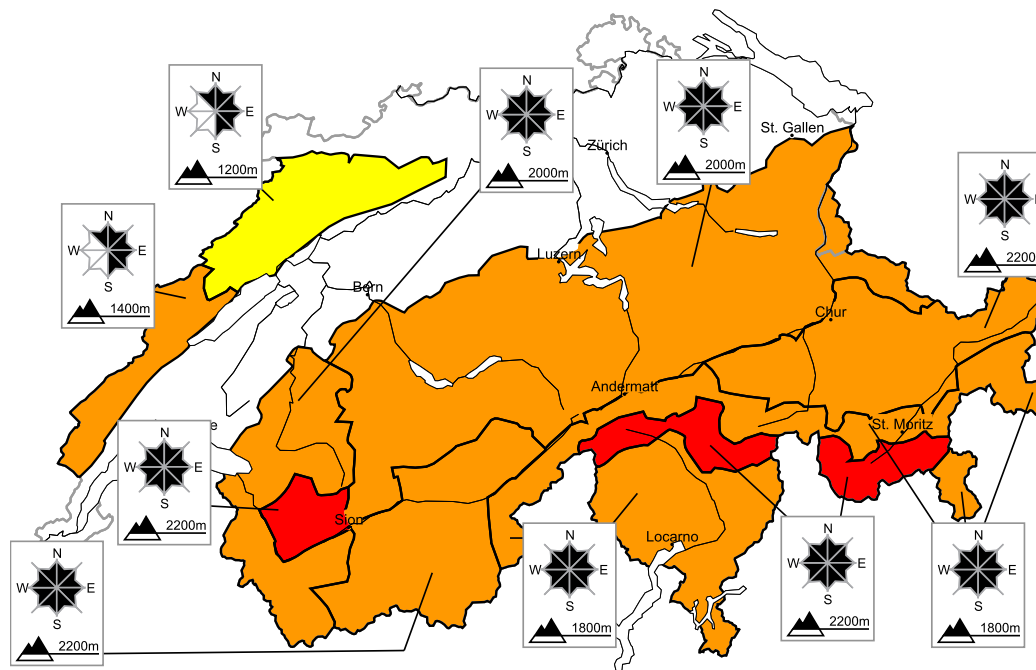 N
W E
S
1200m
N
W E
S
2000m
N
W E
S
2000m
St. Gallen
Zürich
N
W E
S
2200
N
W E
S
1400m
Luzern
Bern
Chur
Andermatt
St. Moritz
e
N
W E
S
2200m
Sion
Locarno
N
W E
S
2200m
N
W E
S
1800m
N
W E
S
2200m
N
W E
S
1800m